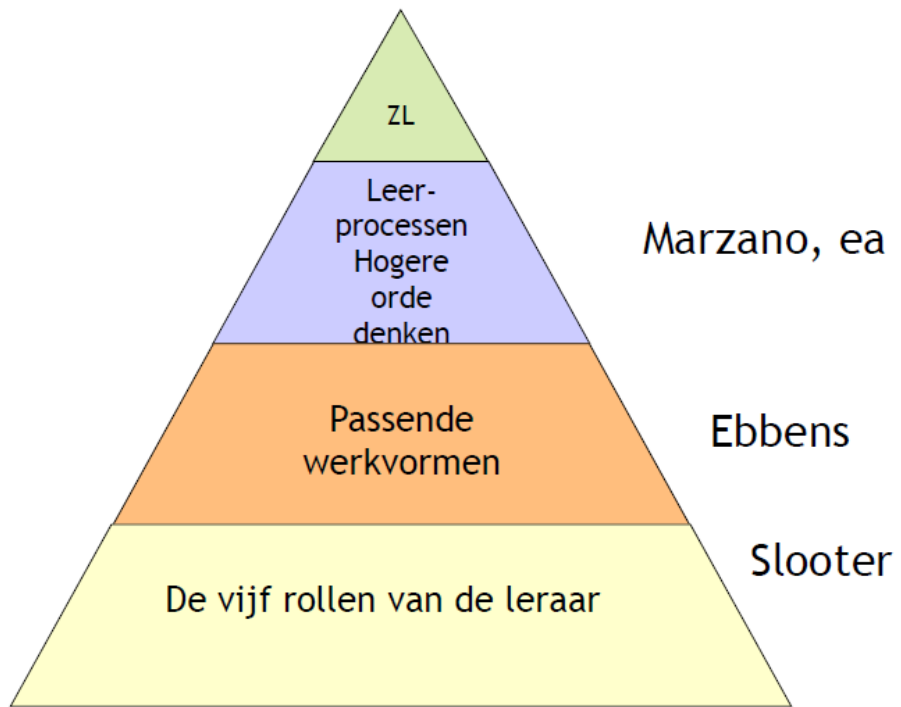 ZL
Leer-
processen
Hogere
orde
denken
Marzano, ea
Passende
werkvormen
Ebbens
Slooter
De vijf rollen van de leraar